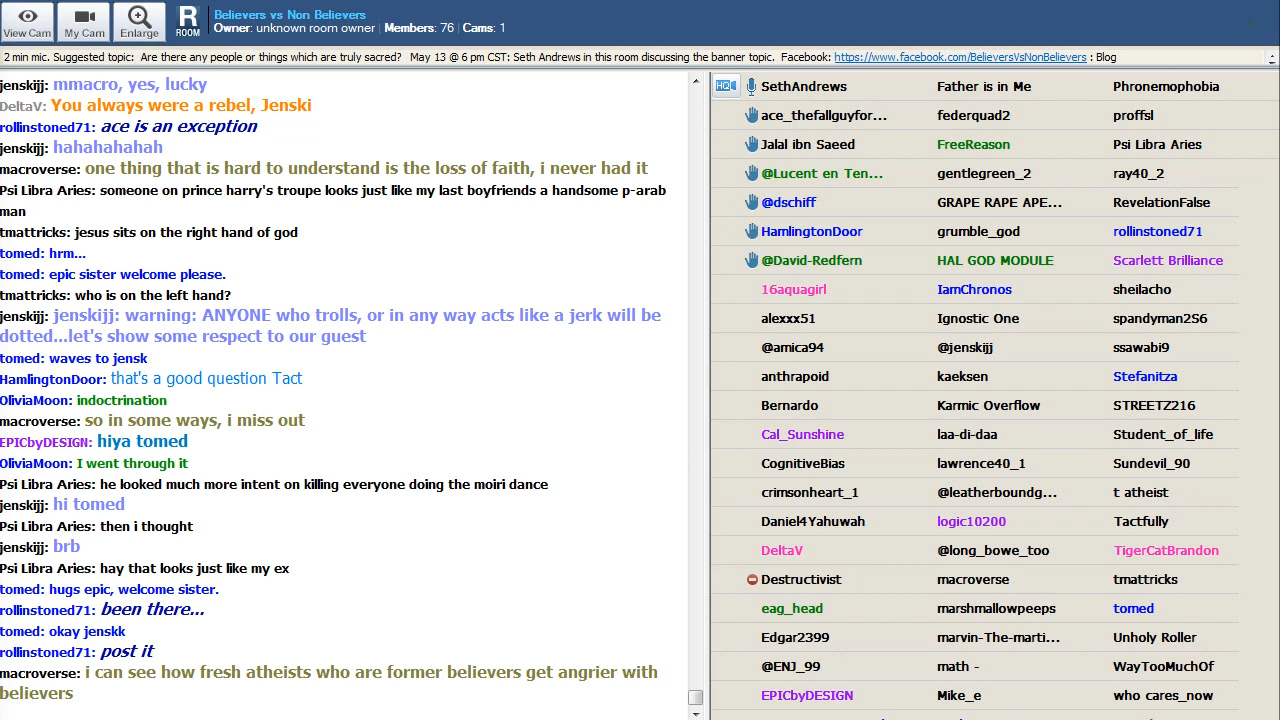 View Cam
My Cam
Enlarge
R
ROOM
Believers vs Non Believers
Owner: unknown room owner | Members: 76 | Cams: 1
2 min mic. Suggested topic: Are there any people or things which are truly sacred? May 13 @ 6 pm CST: Seth Andrews in this room discussing the banner topic. Facebook: https://www.facebook.com/BelieversVsNonBelievers : Blog
jenskijj: mmacro, yes, lucky
DeltaV: You always were a rebel, Jenski
rollinstoned71: ace is an exception
jenskijj: hahahahahah
macroverse: one thing that is hard to understand is the loss of faith, i never had it
Psi Libra Aries: someone on prince harry's troupe looks just like my last boyfriends a handsome p-arab
man
tmattricks: jesus sits on the right hand of god
tomed: hrm...
tomed: epic sister welcome please.
tmattricks: who is on the left hand?
jenskijj: warning: ANYONE who trolls, or in any way acts like a jerk will be
dotted...let's show some respect to our guest
tomed: waves to jensk
HamlingtonDoor: that's a good question Tact
OliviaMoon: indoctrination
macroverse: so in some ways, i miss out
EPICbyDESIGN: hiya tomed
OliviaMoon: I went through it
Psi Libra Aries: he looked much more intent on killing everyone doing the moiri dance
jenskijj: hi tomed
Psi Libra Aries: then i thought
jenskijj: brb
Psi Libra Aries: hay that looks just like my ex
tomed: hugs epic, welcome sister.
rollinstoned71: been there...
tomed: okay jenskk
rollinstoned71: post it
macroverse: i can see how fresh atheists who are former believers get angrier with
believers
HQ
SethAndrews Father is in Me Phronemophobia
ace_thefallguyfor... federquad2 proffsl
Jalal ibn Saeed FreeReason Psi Libra Aries
@Lucent en Ten... gentlegreen_2 ray40_2
@dschiff GRAPE RAPE APE... RevelationFalse
HamlingtonDoor grumble_god rollinstoned71
@David-Redfern HAL GOD MODULE Scarlett Brilliance
16aquagirl IamChronos sheilacho
alexxx51 Ignostic One spandyman2S6
@amica94 @jenskijj ssawabi9
anthrapoid kaeksen Stefanitza
Bernardo Karmic Overflow STREETZ216
Cal_Sunshine laa-di-daa Student_of_life
CognitiveBias lawrence40_1 Sundevil_90
crimsonheart_1 @leatherboundg... t atheist
Daniel4Yahuwah logic10200 Tactfully
DeltaV @long_bowe_too TigerCatBrandon
Destructivist macroverse tmattricks
eag_head marshmallowpeeps tomed
Edgar2399 marvin-The-marti... Unholy Roller
@ENJ_99 math - WayTooMuchOf
EPICbyDESIGN Mike_e who cares_now